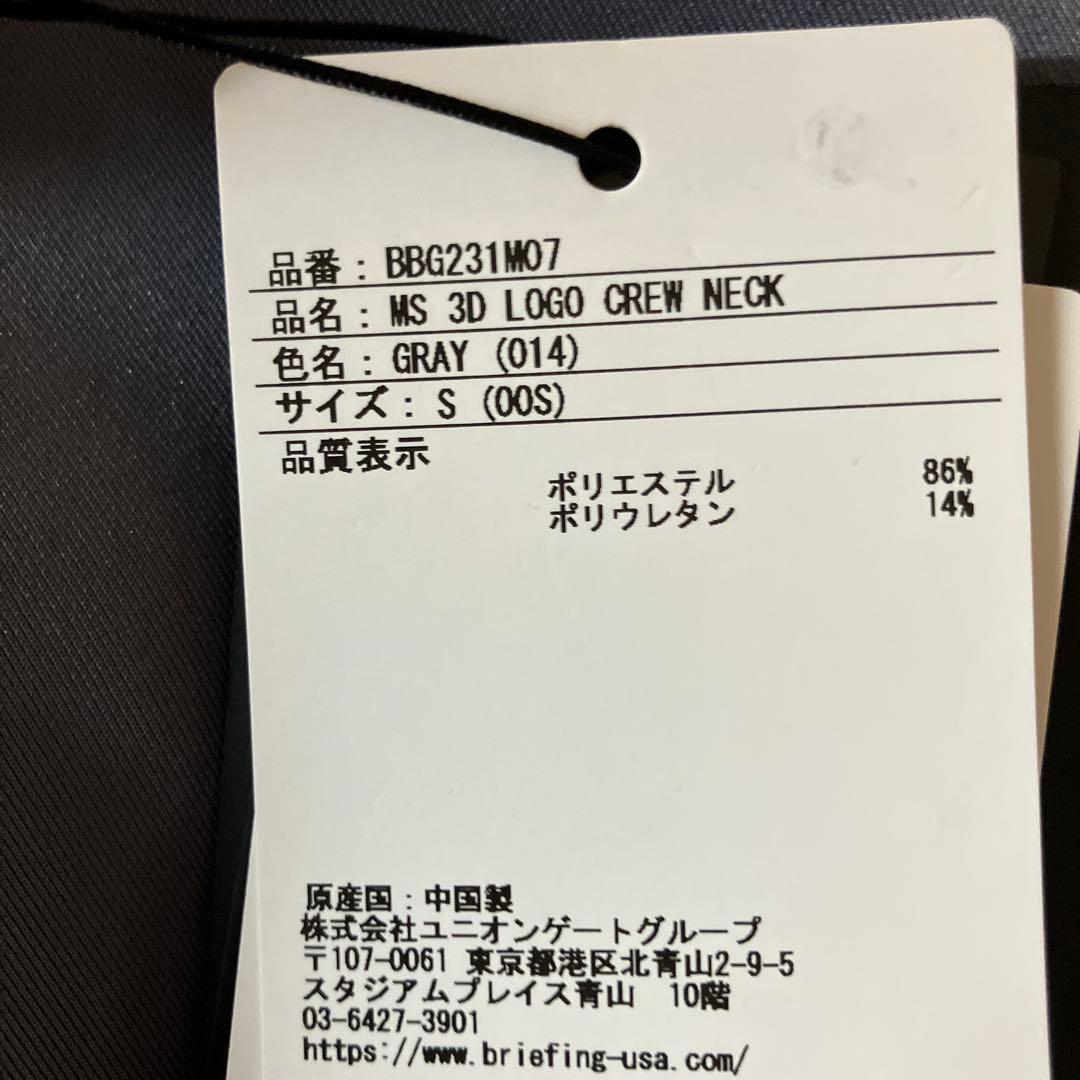 品番：BBG231M07
品名：MS 3D LOGO CREW NECK
色名：GRAY (014)
サイズ：S (00S)
品質表示
ポリエステル 86%
ポリウレタン 14%
原産国：中国製
株式会社ユニオンゲートグループ
〒107-0061 東京都港区北青山2-9-5
スタジアムプレイス青山 10階
03-6427-3901
https://www.briefing-usa.com/